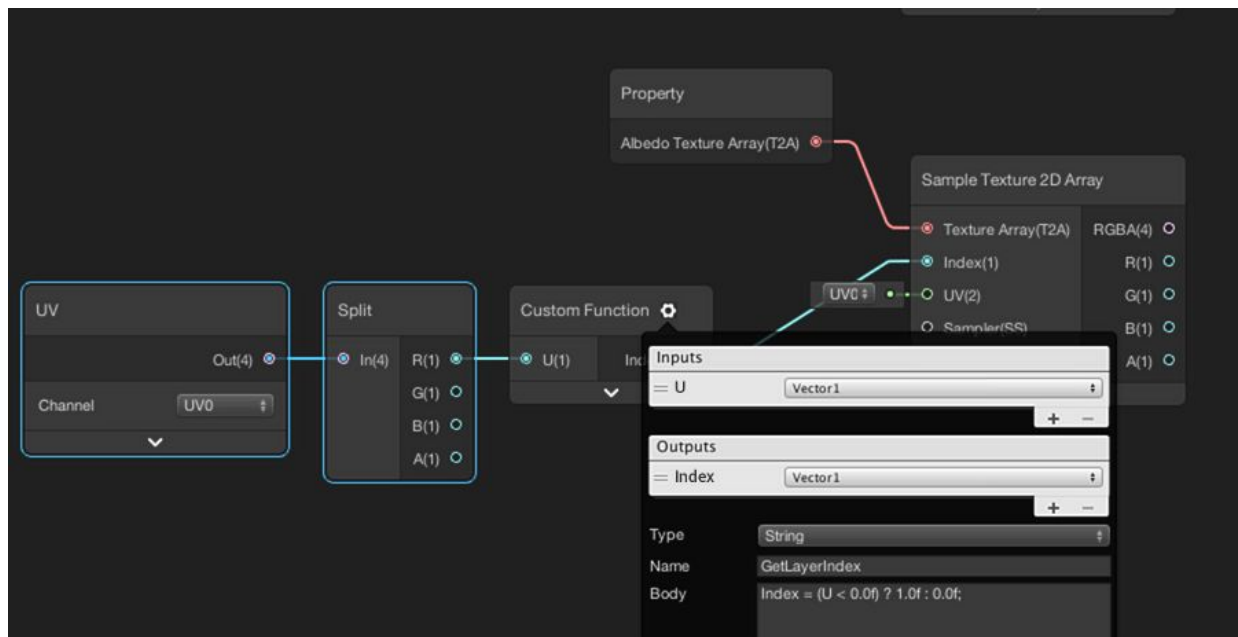 Property
Albedo Texture Array(T2A)
Sample Texture 2D Array
Texture Array(T2A) RGBA(4)
Index(1) R(1)
UV0 UV(2) G(1)
Sampler(SS) B(1)
A(1)
UV
Out(4)
Channel UV0
Split
In(4) R(1)
G(1)
B(1)
A(1)
Custom Function
U(1)
Inputs
U Vector1
+ −
Outputs
Index Vector1
+ −
Type String
Name GetLayerIndex
Body Index = (U < 0.0f) ? 1.0f : 0.0f;